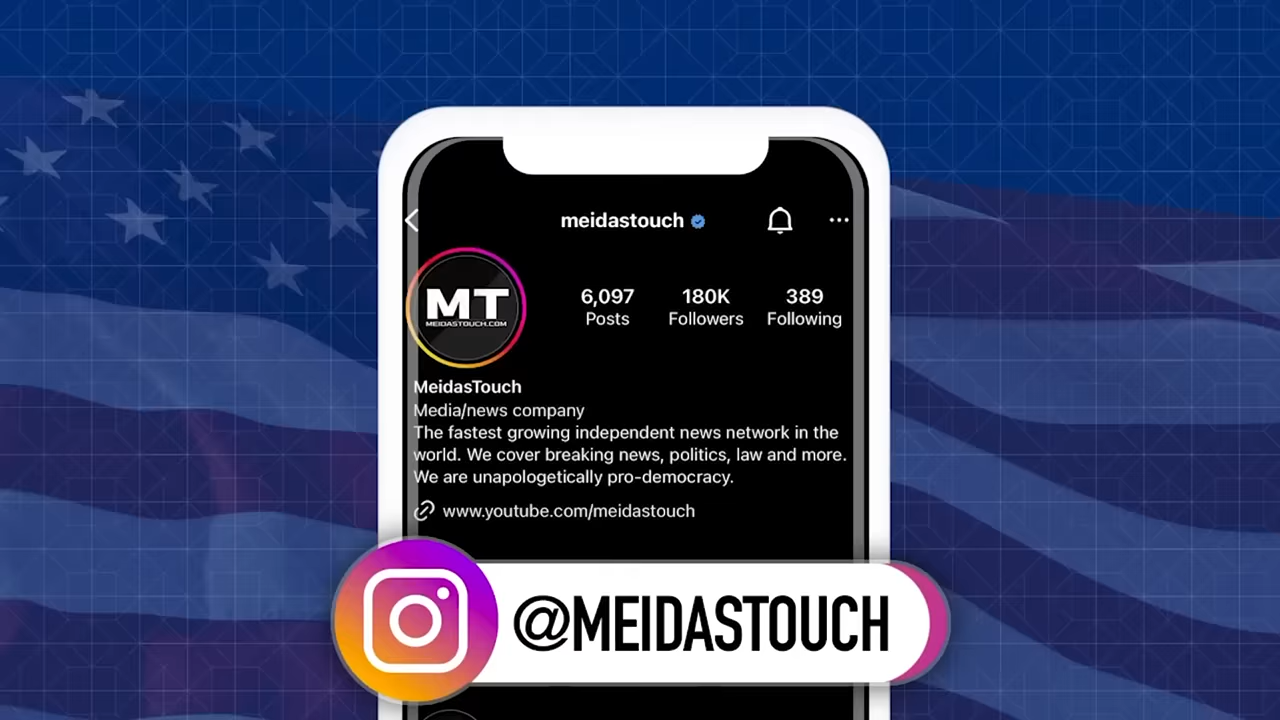 meidastouch
MT
MEIDASTOUCH.COM
6,097
Posts
180K
Followers
389
Following
MeidasTouch
Media/news company
The fastest growing independent news network in the
world. We cover breaking news, politics, law and more.
We are unapologetically pro-democracy.
www.youtube.com/meidastouch
@MEIDASTOUCH